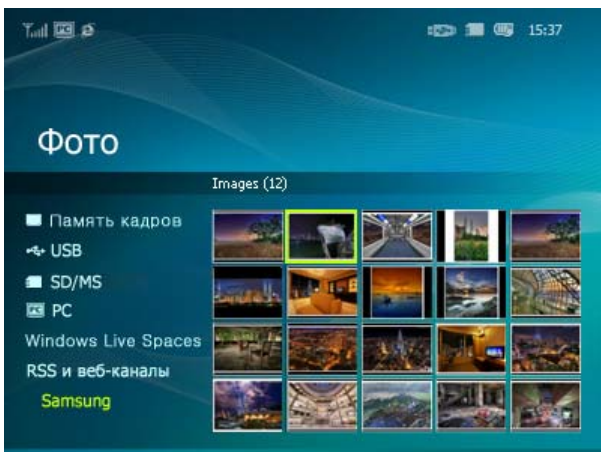 15:37
Фото
Images (12)
Память кадров
USB
SD/MS
PC
Windows Live Spaces
RSS и веб-каналы
Samsung